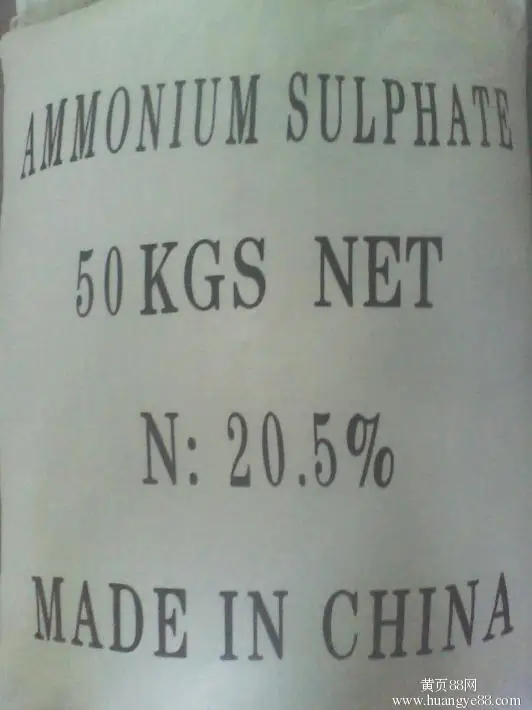 AMMONIUM SULPHATE
50KGS NET
N: 20.5%
MADE IN CHINA
黄页88网
www.huangye88.com